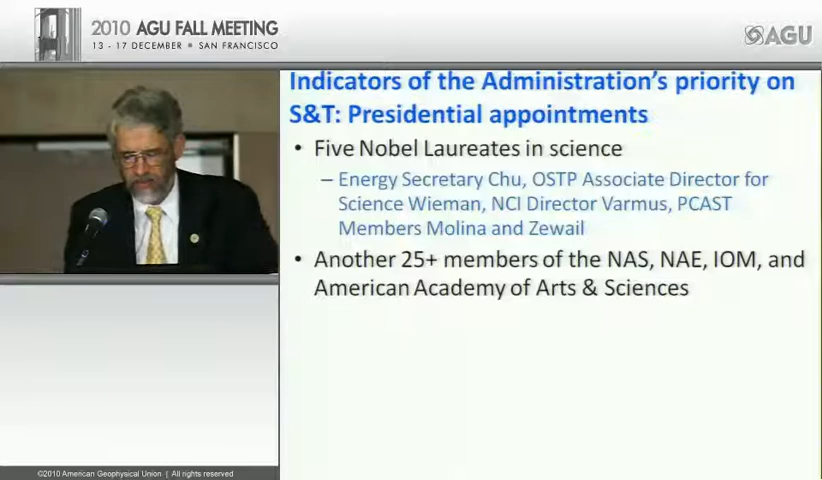 2010 AGU FALL MEETING
13 - 17 DECEMBER • SAN FRANCISCO
AGU
Indicators of the Administration's priority on
S&T: Presidential appointments
• Five Nobel Laureates in science
– Energy Secretary Chu, OSTP Associate Director for
Science Wieman, NCI Director Varmus, PCAST
Members Molina and Zewail
• Another 25+ members of the NAS, NAE, IOM, and
American Academy of Arts & Sciences
©2010 American Geophysical Union. | All rights reserved